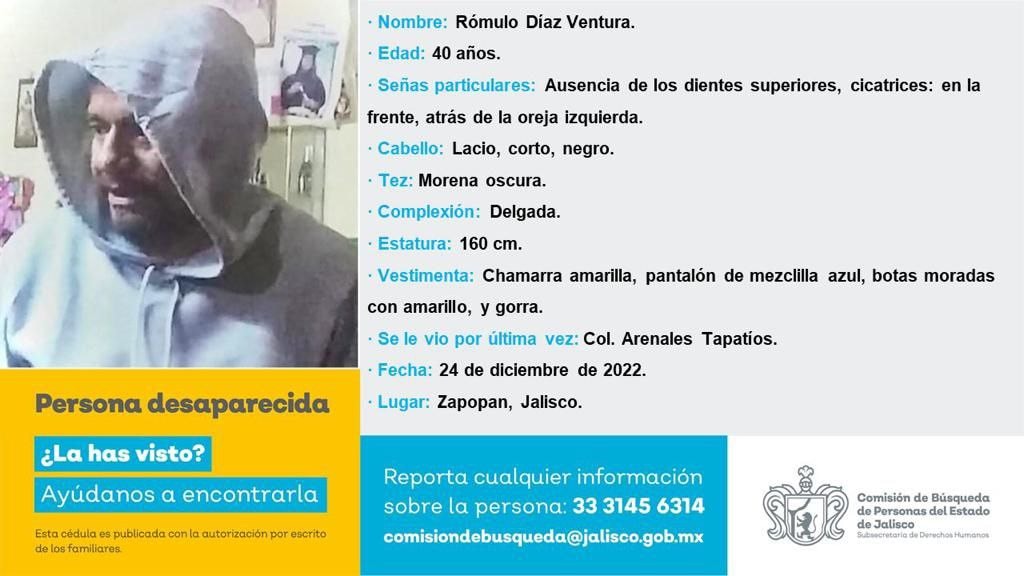 · Nombre: Rómulo Díaz Ventura.
· Edad: 40 años.
· Señas particulares: Ausencia de los dientes superiores, cicatrices: en la
frente, atrás de la oreja izquierda.
· Cabello: Lacio, corto, negro.
· Tez: Morena oscura.
· Complexión: Delgada.
· Estatura: 160 cm.
· Vestimenta: Chamarra amarilla, pantalón de mezclilla azul, botas moradas
con amarillo, y gorra.
· Se le vio por última vez: Col. Arenales Tapatíos.
· Fecha: 24 de diciembre de 2022.
· Lugar: Zapopan, Jalisco.
Persona desaparecida
¿La has visto?
Ayúdanos a encontrarla
Esta cédula es publicada con la autorización por escrito
de los familiares.
Reporta cualquier información
sobre la persona: 33 3145 6314
comisiondebusqueda@jalisco.gob.mx
Comisión de Búsqueda
de Personas del Estado
de Jalisco
Subsecretaría de Derechos Humanos